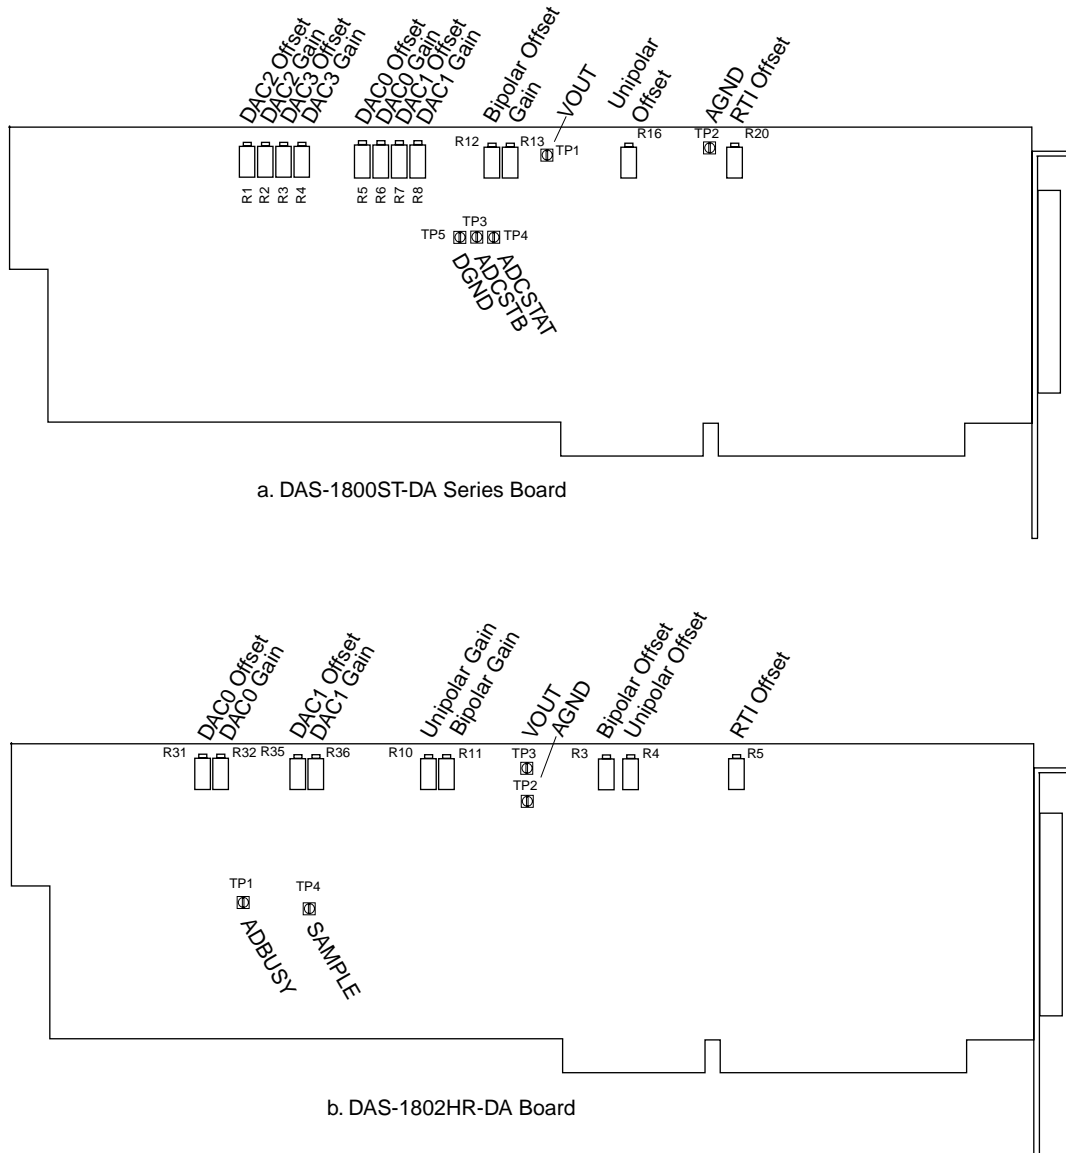 DAC2 Offset
DAC2 Gain
DAC3 Offset
DAC3 Gain
DAC0 Offset
DAC0 Gain
DAC1 Offset
DAC1 Gain
Bipolar Offset
Gain
VOUT
Unipolar
Offset
AGND
RTI Offset
R12
R13
TP1
R16
TP2
R20
R1
R2
R3
R4
R5
R6
R7
R8
TP5
TP3
TP4
DGND
ADCSTB
ADCSTAT
a. DAS-1800ST-DA Series Board
DAC0 Offset
DAC0 Gain
DAC1 Offset
DAC1 Gain
Unipolar Gain
Bipolar Gain
VOUT
AGND
Bipolar Offset
Unipolar Offset
RTI Offset
R31
R32
R35
R36
R10
R11
TP3
TP2
R3
R4
R5
TP1
TP4
ADBUSY
SAMPLE
b. DAS-1802HR-DA Board